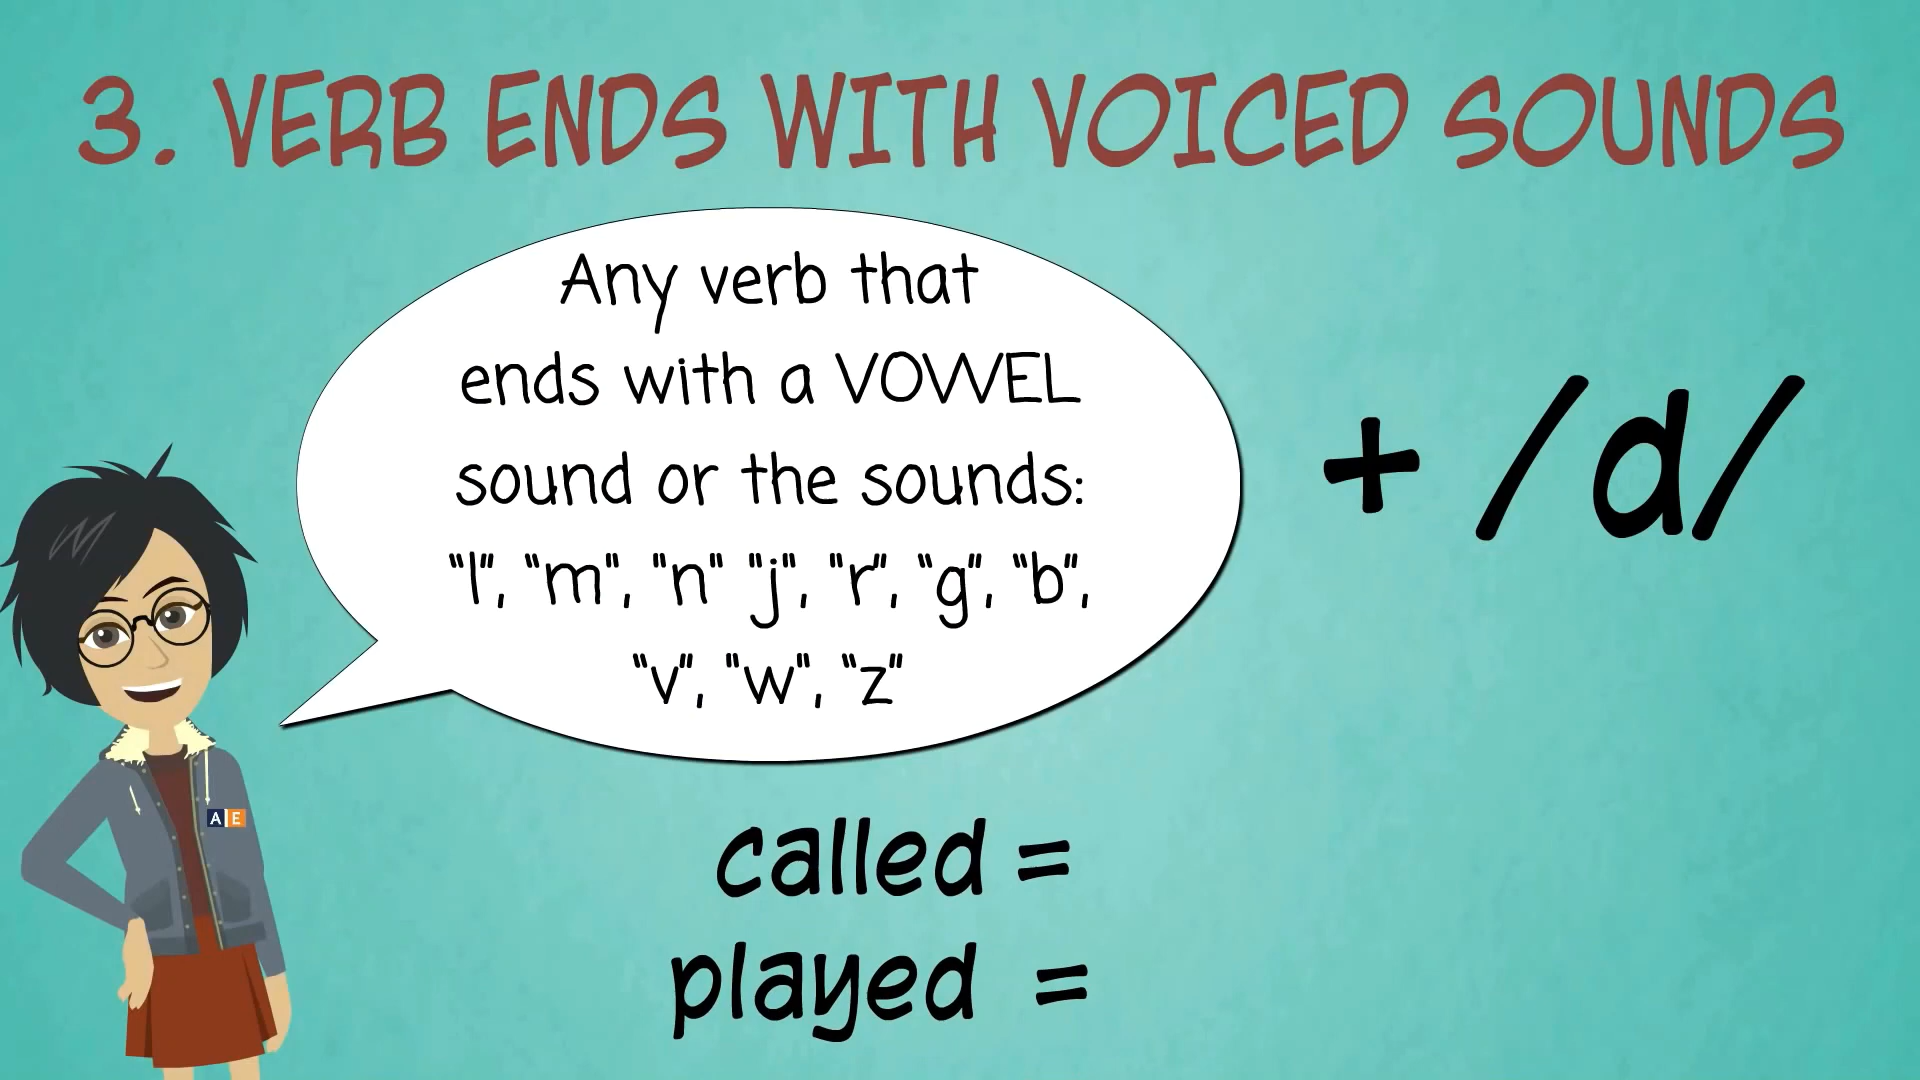 3. VERB ENDS WITH VOICED SOUNDS
Any verb that
ends with a VOWEL
sound or the sounds:
"l", "m", "n" "j", "r", "g", "b",
"v", "w", "z"
+ /d/
A E
called =
played =